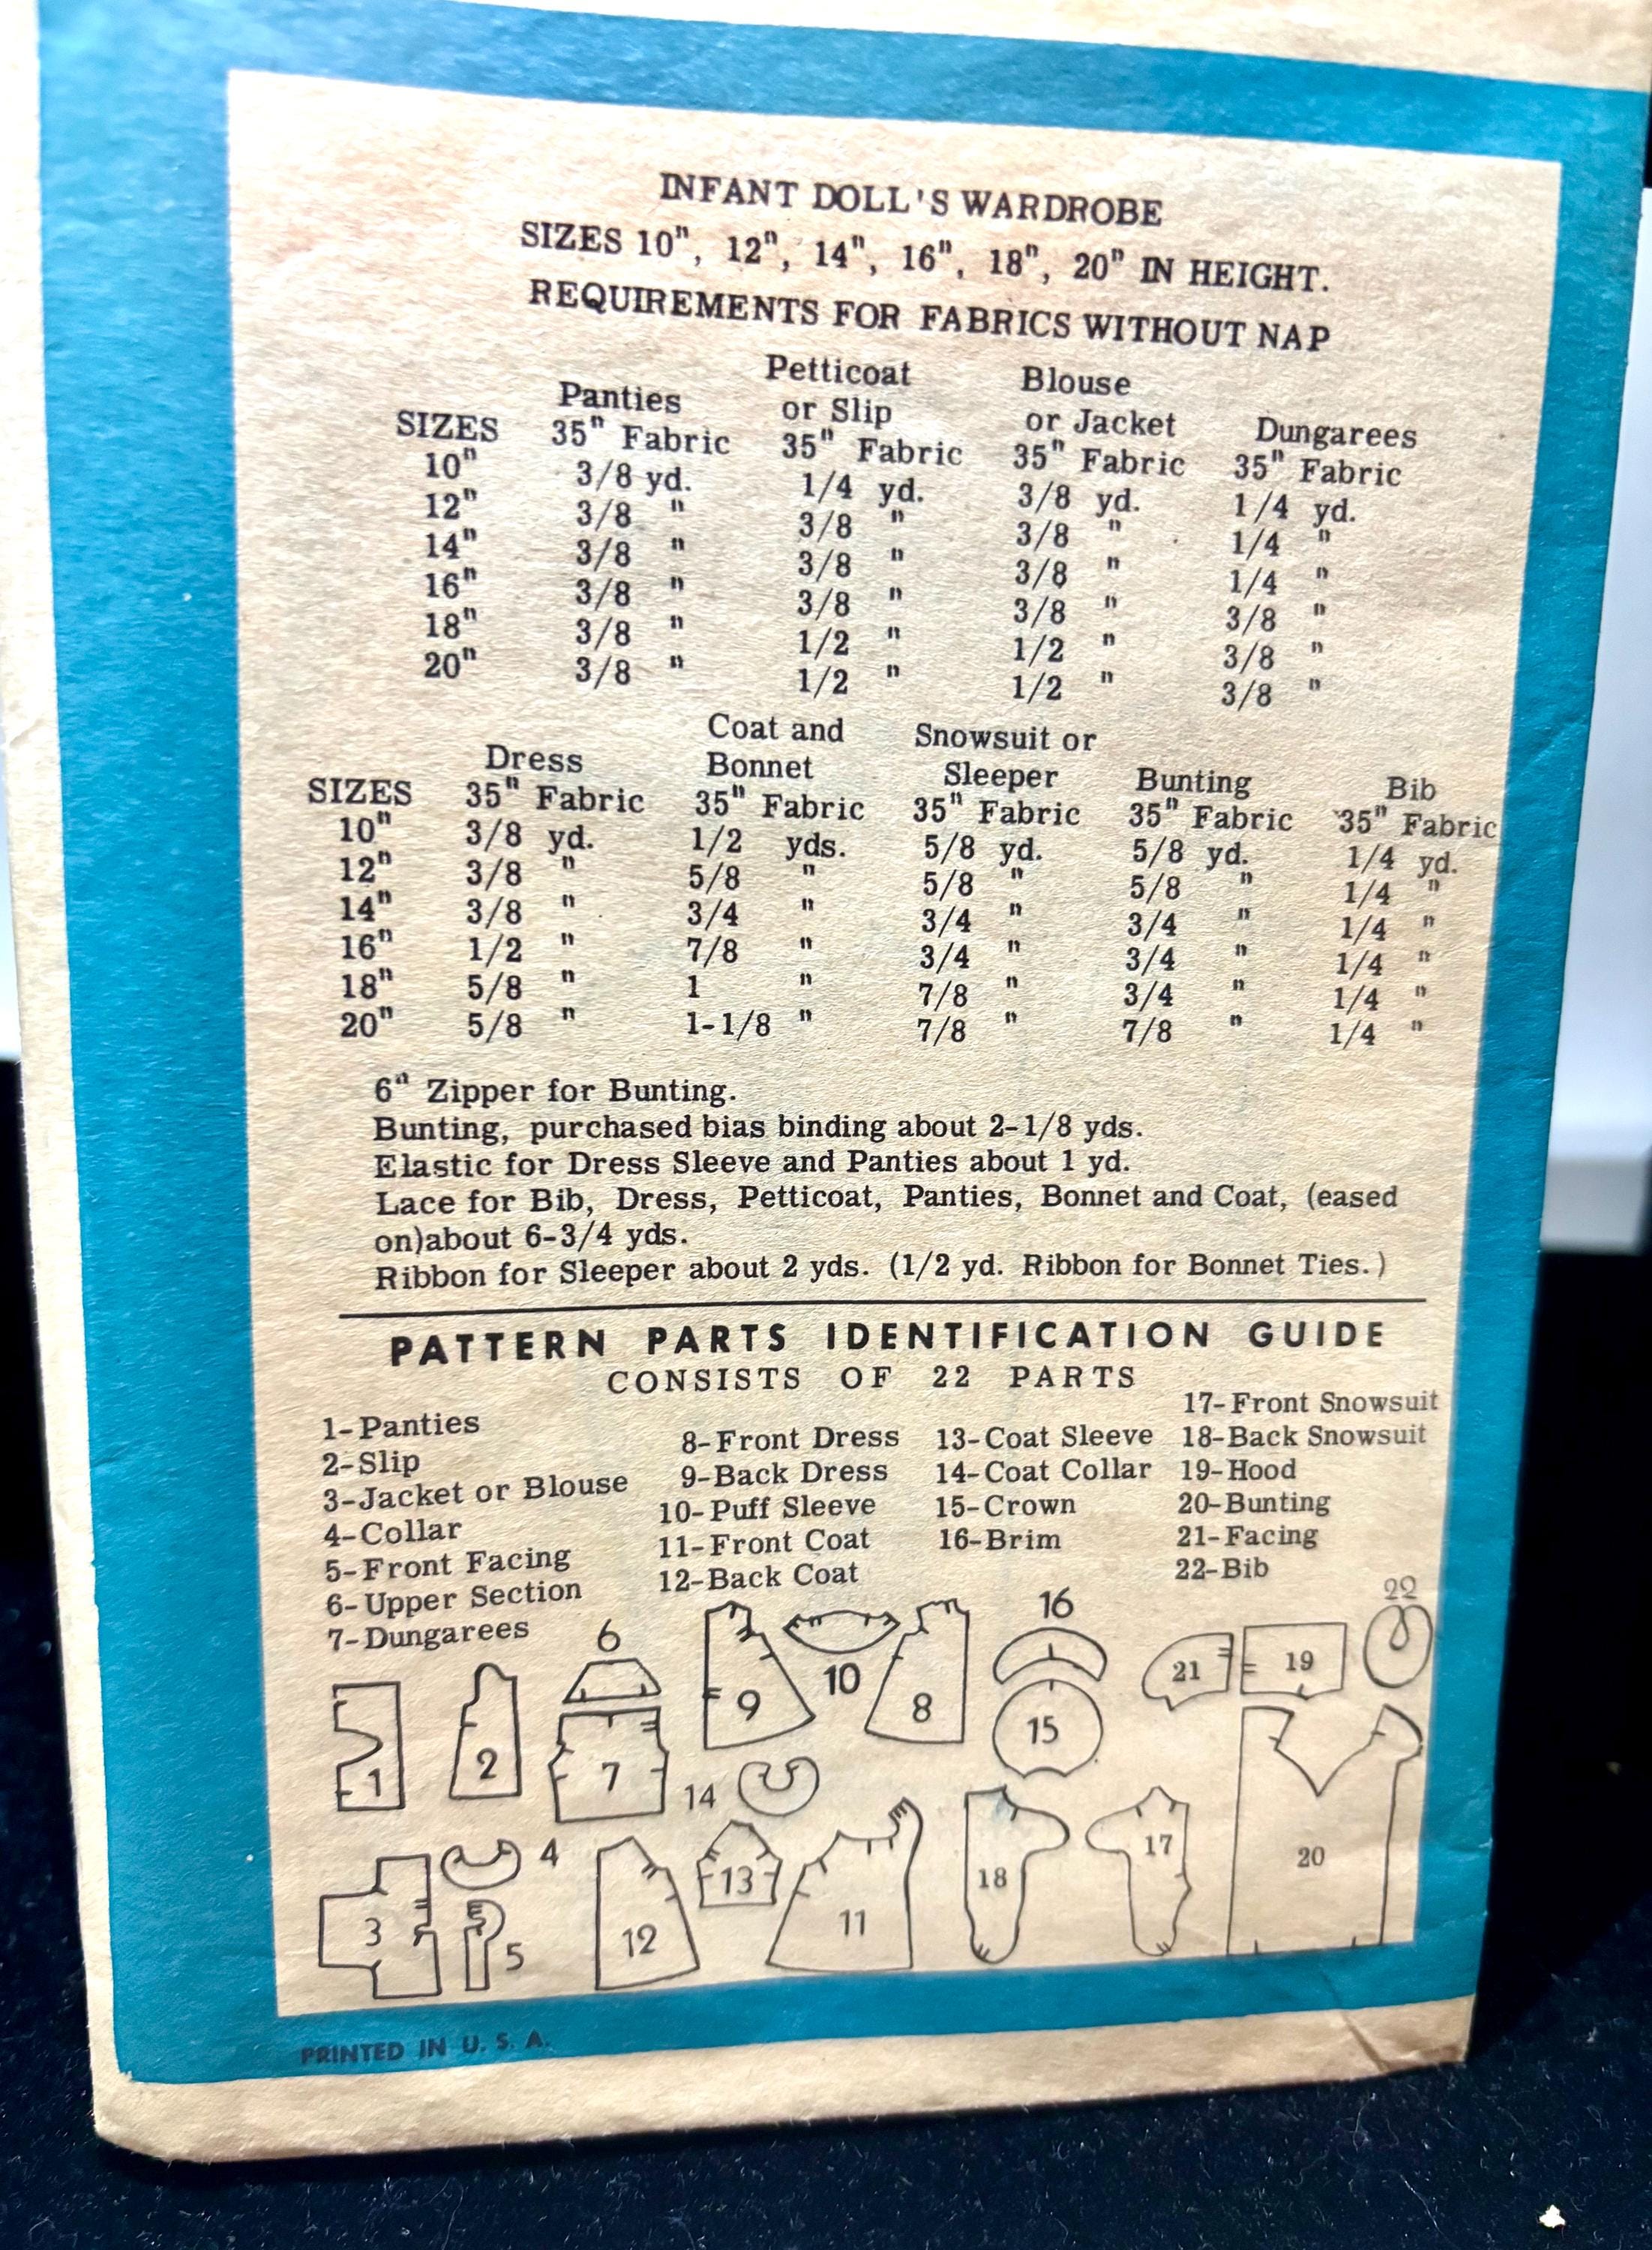 INFANT DOLL'S WARDROBE
SIZES 10", 12", 14", 16", 18", 20" IN HEIGHT.
REQUIREMENTS FOR FABRICS WITHOUT NAP
Panties Petticoat or Slip Blouse or Jacket Dungarees
SIZES 35" Fabric 35" Fabric 35" Fabric 35" Fabric
10" 3/8 yd. 1/4 yd. 3/8 yd. 1/4 yd.
12" 3/8 " 3/8 " 3/8 " 1/4 "
14" 3/8 " 3/8 " 3/8 " 1/4 "
16" 3/8 " 3/8 " 3/8 " 3/8 "
18" 3/8 " 1/2 " 1/2 " 3/8 "
20" 3/8 " 1/2 " 1/2 " 3/8 "
Dress Coat and Bonnet Snowsuit or Sleeper Bunting Bib
SIZES 35" Fabric 35" Fabric 35" Fabric 35" Fabric 35" Fabric
10" 3/8 yd. 1/2 yds. 5/8 yd. 5/8 yd. 1/4 yd.
12" 3/8 " 5/8 " 5/8 " 5/8 " 1/4 "
14" 3/8 " 3/4 " 3/4 " 3/4 " 1/4 "
16" 1/2 " 7/8 " 3/4 " 3/4 " 1/4 "
18" 5/8 " 1 " 7/8 " 3/4 " 1/4 "
20" 5/8 " 1-1/8 " 7/8 " 7/8 " 1/4 "
6" Zipper for Bunting.
Bunting, purchased bias binding about 2-1/8 yds.
Elastic for Dress Sleeve and Panties about 1 yd.
Lace for Bib, Dress, Petticoat, Panties, Bonnet and Coat, (eased
on)about 6-3/4 yds.
Ribbon for Sleeper about 2 yds. (1/2 yd. Ribbon for Bonnet Ties.)
PATTERN PARTS IDENTIFICATION GUIDE
CONSISTS OF 22 PARTS
1-Panties
2-Slip
3-Jacket or Blouse
4-Collar
5-Front Facing
6-Upper Section
7-Dungarees
8-Front Dress
9-Back Dress
10-Puff Sleeve
11-Front Coat
12-Back Coat
13-Coat Sleeve
14-Coat Collar
15-Crown
16-Brim
17-Front Snowsuit
18-Back Snowsuit
19-Hood
20-Bunting
21-Facing
22-Bib
6 16 22
1 2 7 9 10 8 15 21 19
14
3 4 5 12 13 11 18 17 20
PRINTED IN U. S. A.